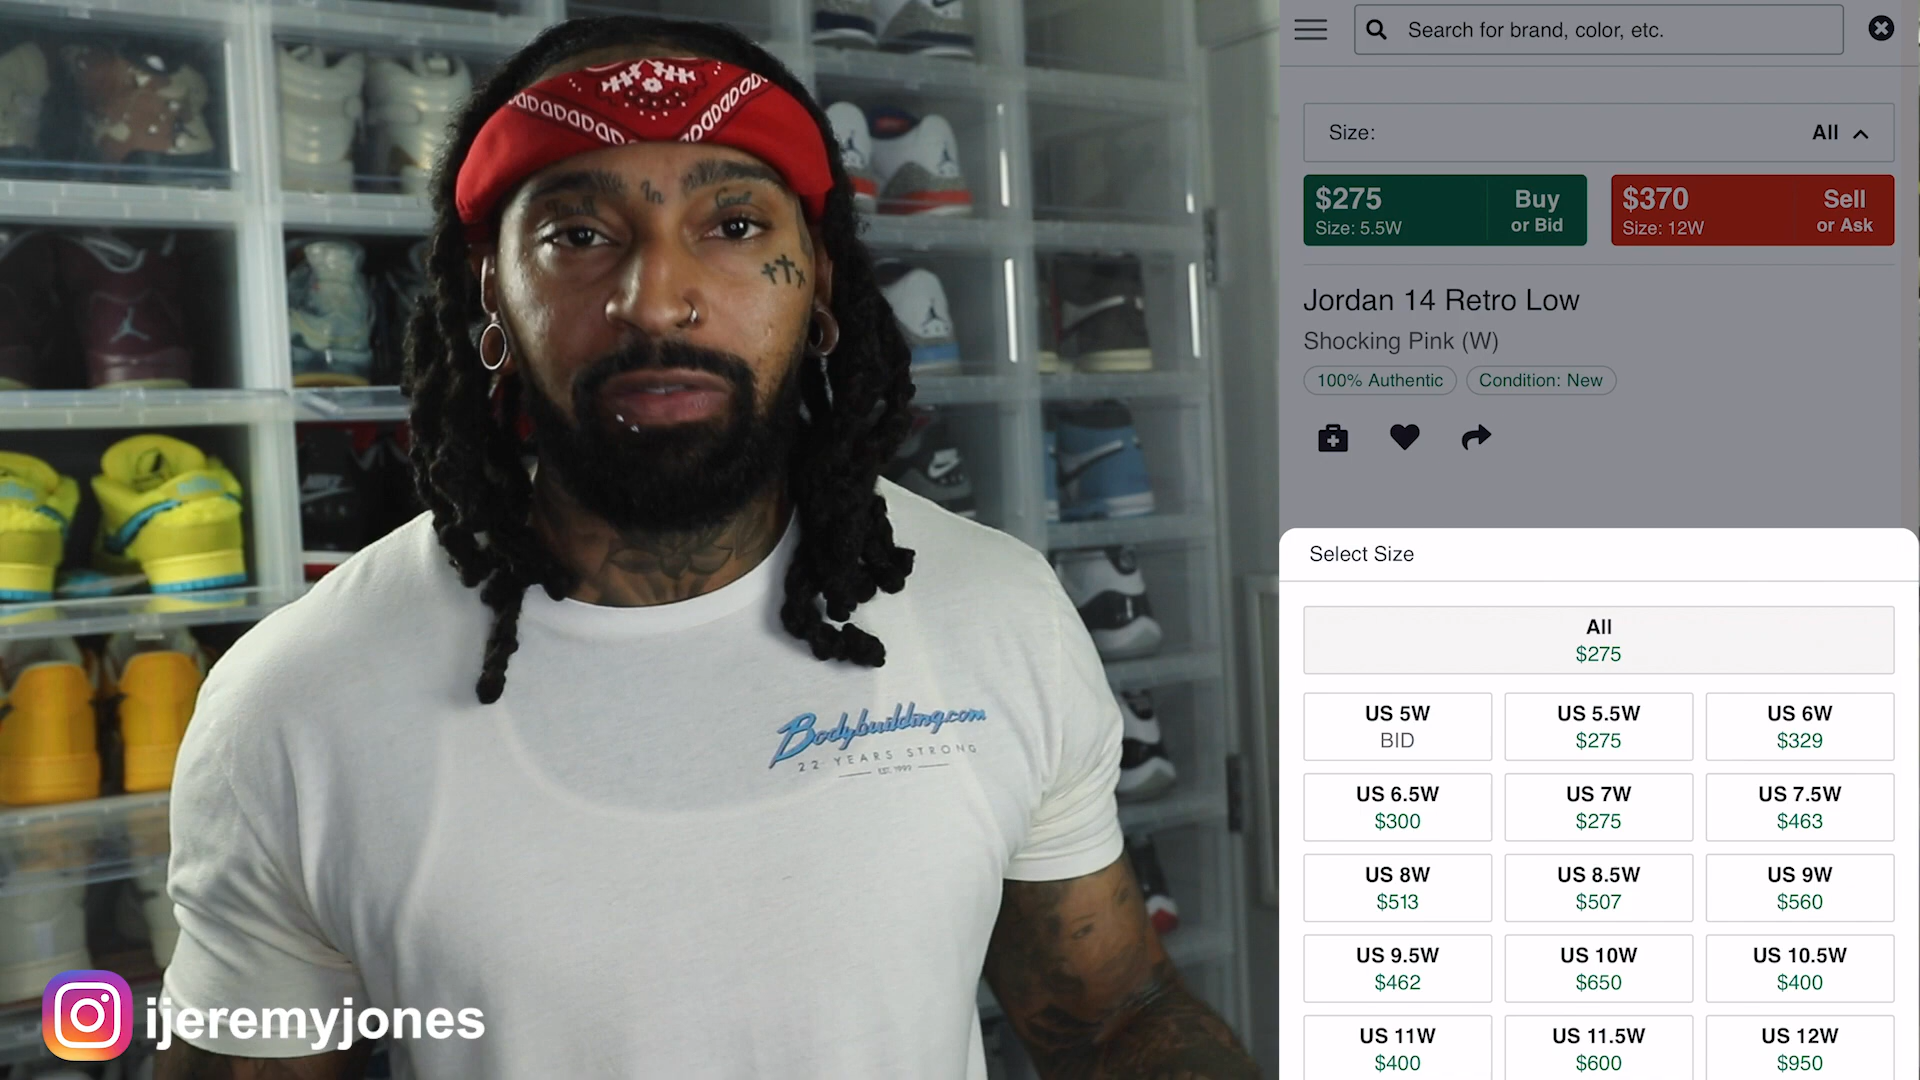 Search for brand, color, etc.
Size:
All
$275
Size: 5.5W
Buy
or Bid
$370
Size: 12W
Sell
or Ask
Jordan 14 Retro Low
Shocking Pink (W)
100% Authentic
Condition: New
Select Size
All
$275
US 5W
BID
US 5.5W
$275
US 6W
$329
US 6.5W
$300
US 7W
$275
US 7.5W
$463
US 8W
$513
US 8.5W
$507
US 9W
$560
US 9.5W
$462
US 10W
$650
US 10.5W
$400
US 11W
$400
US 11.5W
$600
US 12W
$950
Bodybuilding.com
22 YEARS STRONG
EST. 1999
ijeremyjones